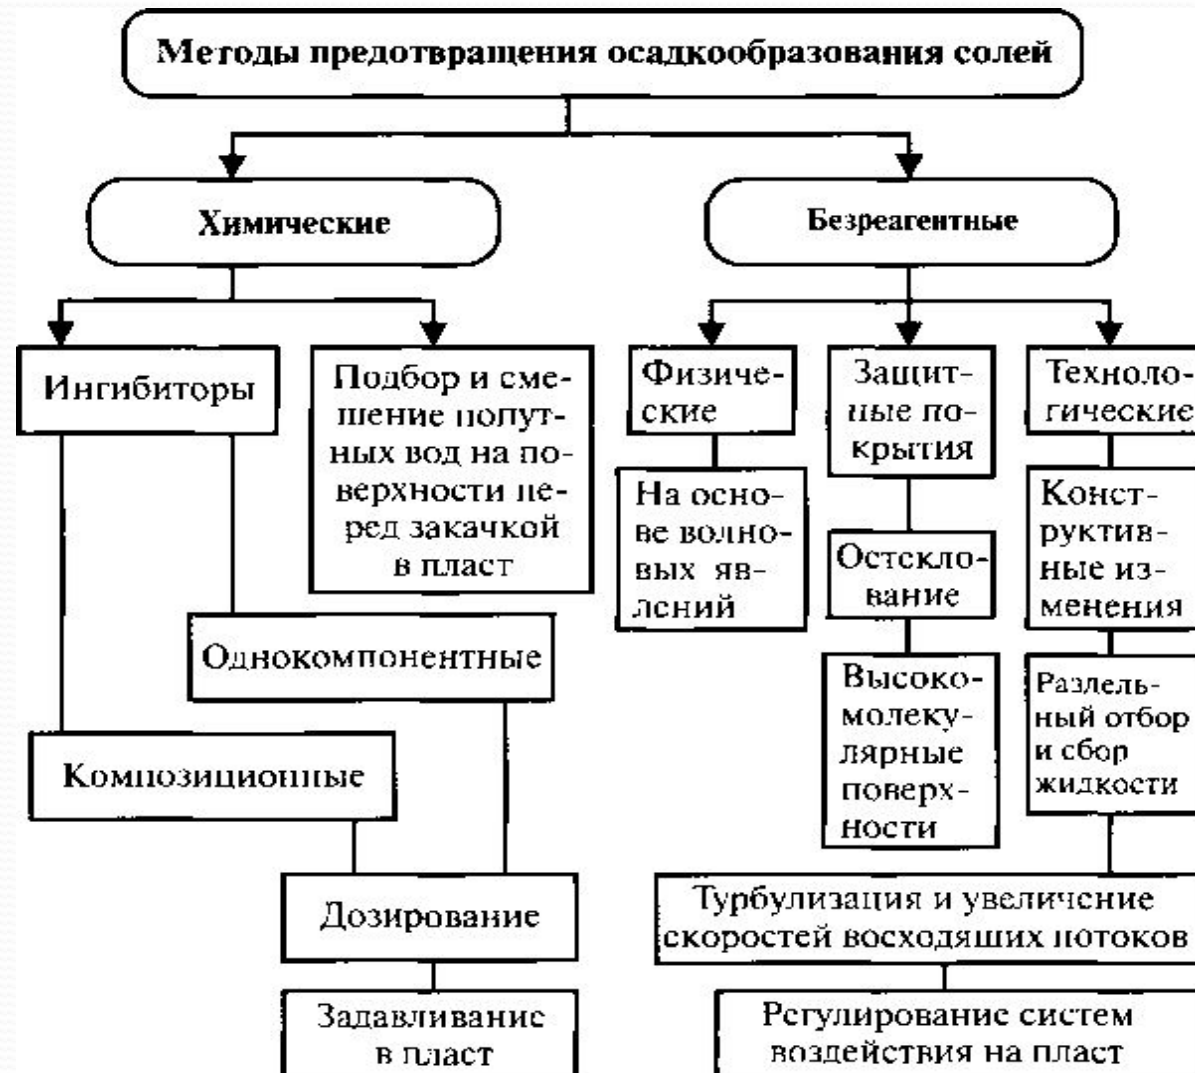 Методы предотвращения осадкообразования солей
Химические
Безреагентные
Ингибиторы
Подбор и сме-
шение попут-
ных вод на по-
верхности пе-
ред закачкой
в пласт
Однокомпонентные
Композиционные
Дозирование
Задавливание
в пласт
Физиче-
ские
На осно-
ве волно-
вых яв-
лений
Защит-
ные по-
крытия
Остекло-
вание
Высоко-
молеку-
лярные
поверх-
ности
Техноло-
гические
Конст-
руктив-
ные из-
менения
Раздель-
ный отбор
и сбор
жидкости
Турбулизация и увеличение
скоростей восходящих потоков
Регулирование систем
воздействия на пласт